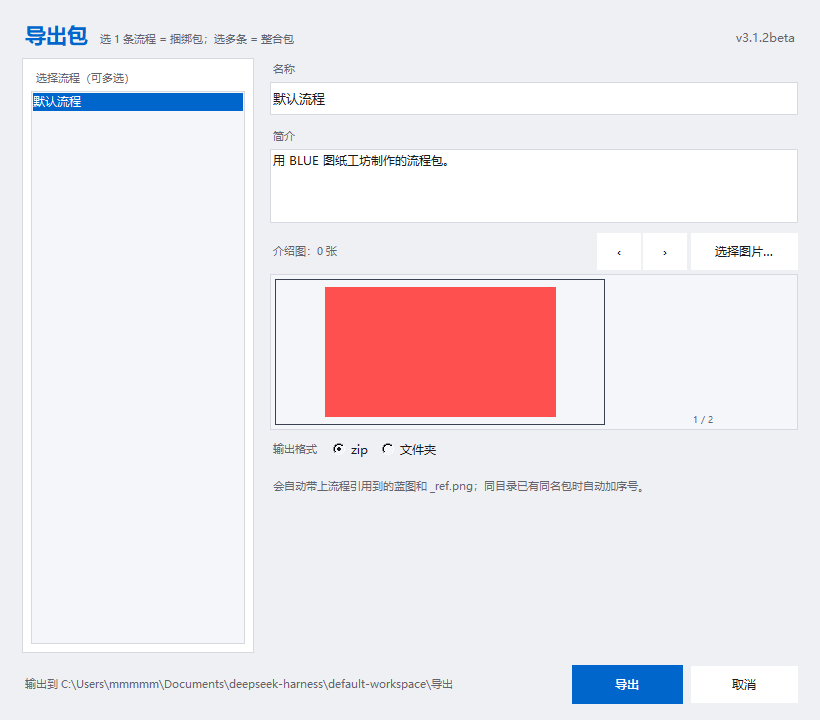 导出包 选 1 条流程 = 捆绑包；选多条 = 整合包
v3.1.2beta
选择流程（可多选）
默认流程
名称
默认流程
简介
用 BLUE 图纸工坊制作的流程包。
介绍图：0 张
‹ › 选择图片...
1 / 2
输出格式 zip 文件夹
会自动带上流程引用到的蓝图和 _ref.png；同目录已有同名包时自动加序号。
输出到 C:\Users\mmmmm\Documents\deepseek-harness\default-workspace\导出
导出 取消